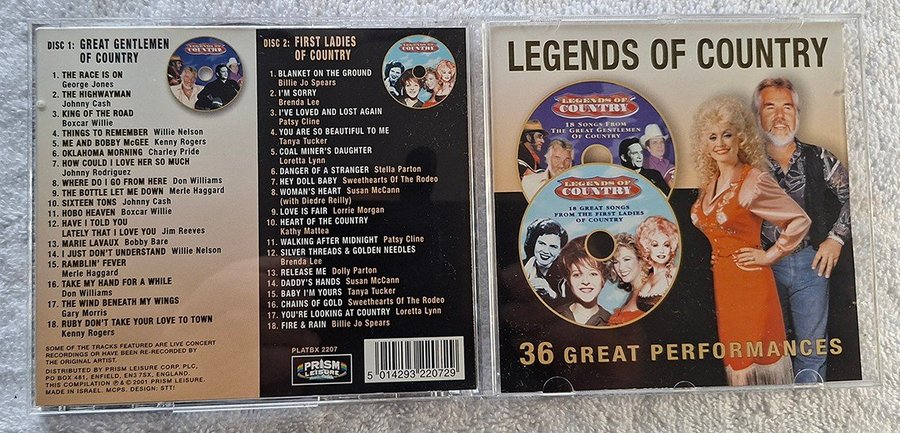 DISC 1: GREAT GENTLEMEN
OF COUNTRY
LEGENDS OF
COUNTRY
1. THE RACE IS ON
George Jones
2. THE HIGHWAYMAN
Johnny Cash
3. KING OF THE ROAD
Boxcar Willie
4. THINGS TO REMEMBER Willie Nelson
5. ME AND BOBBY McGEE Kenny Rogers
6. OKLAHOMA MORNING Charley Pride
7. HOW COULD I LOVE HER SO MUCH
Johnny Rodriguez
8. WHERE DO I GO FROM HERE Don Williams
9. THE BOTTLE LET ME DOWN Merle Haggard
10. SIXTEEN TONS Johnny Cash
11. HOBO HEAVEN Boxcar Willie
12. HAVE I TOLD YOU
LATELY THAT I LOVE YOU Jim Reeves
13. MARIE LAVAUX Bobby Bare
14. I JUST DON'T UNDERSTAND Willie Nelson
15. RAMBLIN' FEVER
Merle Haggard
16. TAKE MY HAND FOR A WHILE
Don Williams
17. THE WIND BENEATH MY WINGS
Gary Morris
18. RUBY DON'T TAKE YOUR LOVE TO TOWN
Kenny Rogers
SOME OF THE TRACKS FEATURED ARE LIVE CONCERT
RECORDINGS OR HAVE BEEN RE-RECORDED BY
THE ORIGINAL ARTIST.
DISTRIBUTED BY PRISM LEISURE CORP. PLC,
PO BOX 461, ENFIELD, EN3 7SX, ENGLAND.
THIS COMPILATION ℗ & © 2001 PRISM LEISURE.
MADE IN ISRAEL. MCPS. DESIGN: STT!
DISC 2: FIRST LADIES
OF COUNTRY
LEGENDS OF
COUNTRY
1. BLANKET ON THE GROUND
Billie Jo Spears
2. I'M SORRY
Brenda Lee
3. I'VE LOVED AND LOST AGAIN
Patsy Cline
4. YOU ARE SO BEAUTIFUL TO ME
Tanya Tucker
5. COAL MINER'S DAUGHTER
Loretta Lynn
6. DANGER OF A STRANGER Stella Parton
7. HEY DOLL BABY Sweethearts Of The Rodeo
8. WOMAN'S HEART Susan McCann
(with Diedre Reilly)
9. LOVE IS FAIR Lorrie Morgan
10. HEART OF THE COUNTRY
Kathy Mattea
11. WALKING AFTER MIDNIGHT Patsy Cline
12. SILVER THREADS & GOLDEN NEEDLES
Brenda Lee
13. RELEASE ME Dolly Parton
14. DADDY'S HANDS Susan McCann
15. BABY I'M YOURS Tanya Tucker
16. CHAINS OF GOLD Sweethearts Of The Rodeo
17. YOU'RE LOOKING AT COUNTRY Loretta Lynn
18. FIRE & RAIN Billie Jo Spears
PLATBX 2207
PRISM
LEISURE
5 014293 220729
LEGENDS OF COUNTRY
LEGENDS OF
COUNTRY
18 SONGS FROM
THE GREAT GENTLEMEN
OF COUNTRY
LEGENDS OF
COUNTRY
18 GREAT SONGS
FROM THE FIRST LADIES
OF COUNTRY
36 GREAT PERFORMANCES